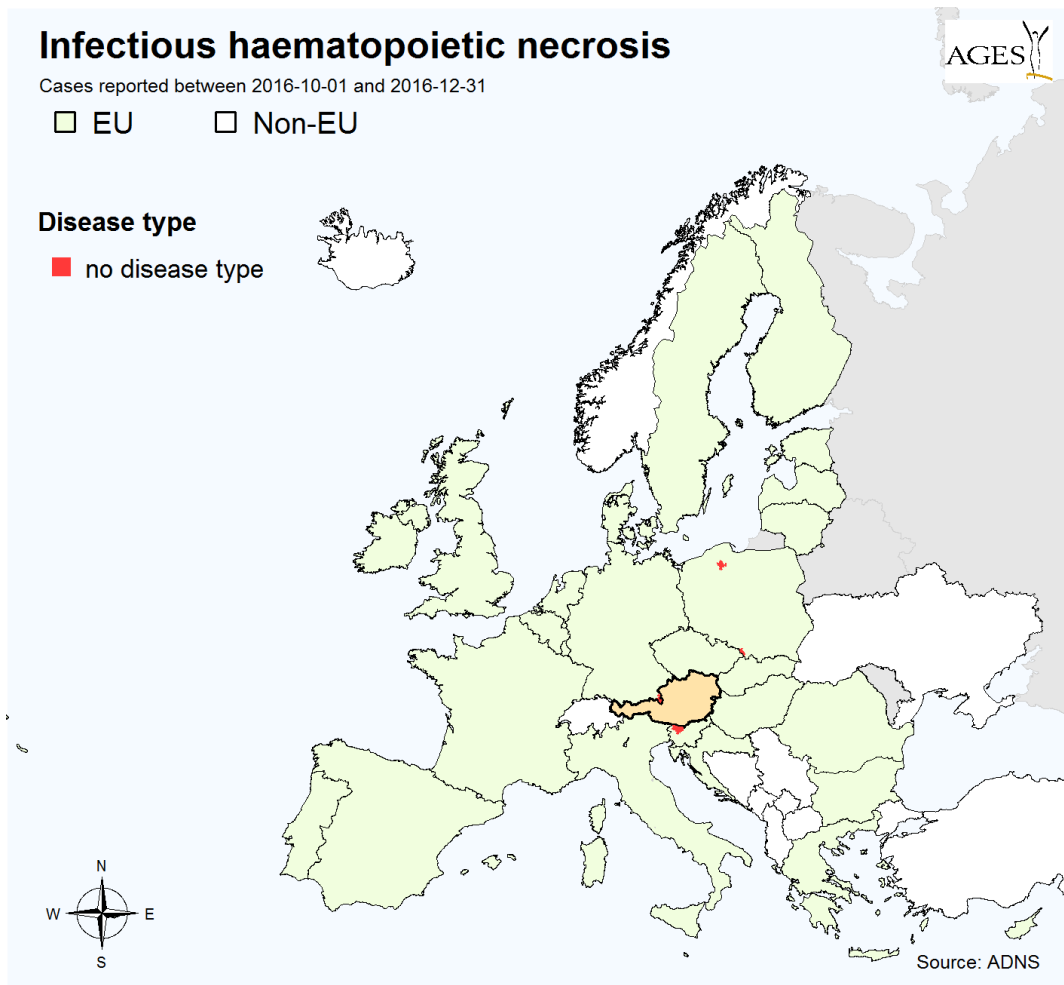 Infectious haematopoietic necrosis
AGES
Cases reported between 2016-10-01 and 2016-12-31
EU
Non-EU
Disease type
no disease type
N
W
E
S
Source: ADNS